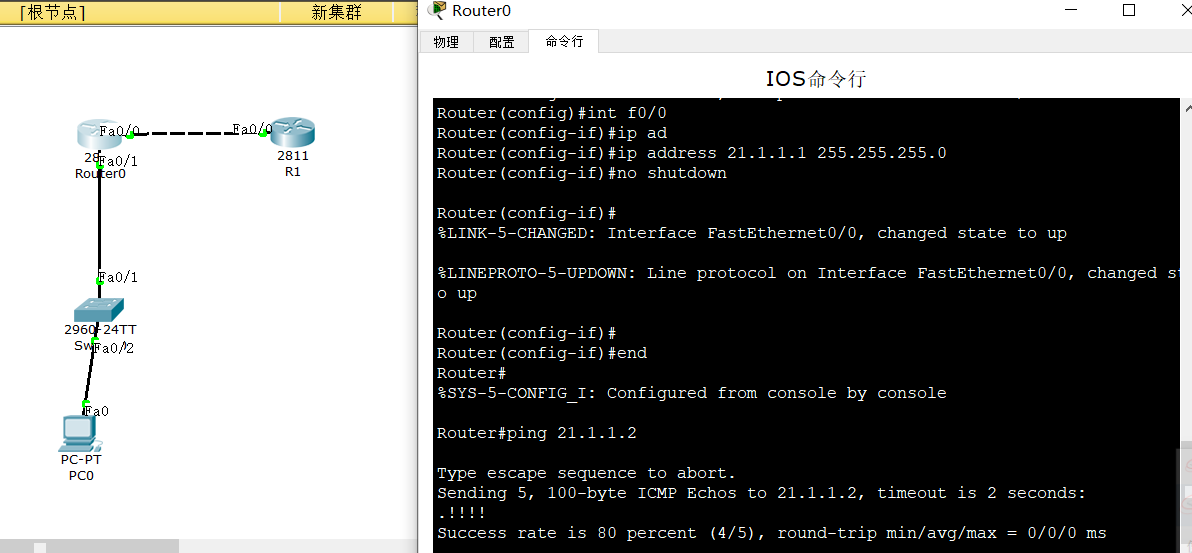 [根节点]
新集群
Fa0/0
Fa0/0
28
Fa0/1
Router0
2811
R1
Fa0/1
2960-24TT
Fa0/2
Fa0
PC-PT
PC0
Router0
物理
配置
命令行
IOS命令行
Router(config)#int f0/0
Router(config-if)#ip ad
Router(config-if)#ip address 21.1.1.1 255.255.255.0
Router(config-if)#no shutdown
Router(config-if)#
%LINK-5-CHANGED: Interface FastEthernet0/0, changed state to up
%LINEPROTO-5-UPDOWN: Line protocol on Interface FastEthernet0/0, changed st
o up
Router(config-if)#
Router(config-if)#end
Router#
%SYS-5-CONFIG_I: Configured from console by console
Router#ping 21.1.1.2
Type escape sequence to abort.
Sending 5, 100-byte ICMP Echos to 21.1.1.2, timeout is 2 seconds:
.!!!!
Success rate is 80 percent (4/5), round-trip min/avg/max = 0/0/0 ms